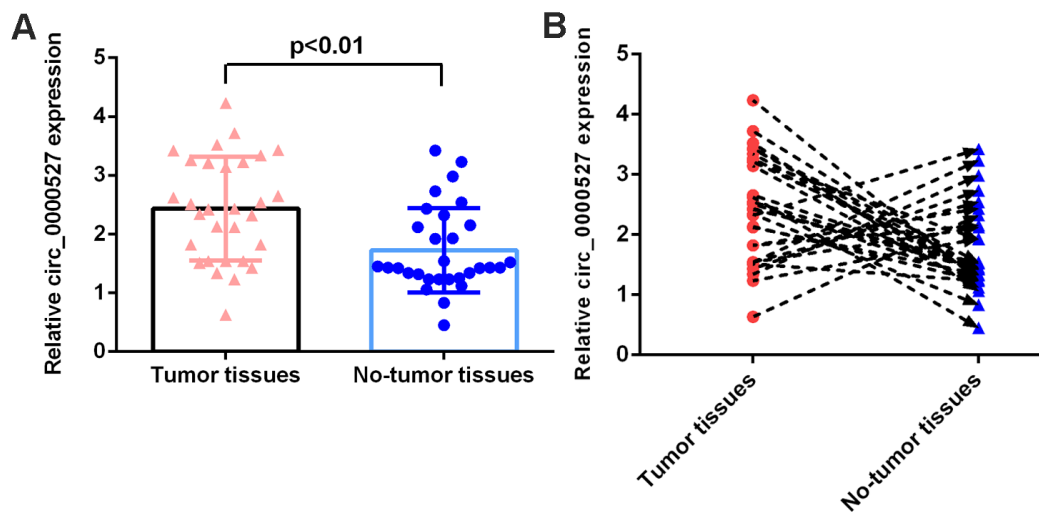 A
Relative circ_0000527 expression
5
4
3
2
1
0
p<0.01
Tumor tissues
No-tumor tissues
B
Relative circ_0000527 expression
5
4
3
2
1
0
Tumor tissues
No-tumor tissues